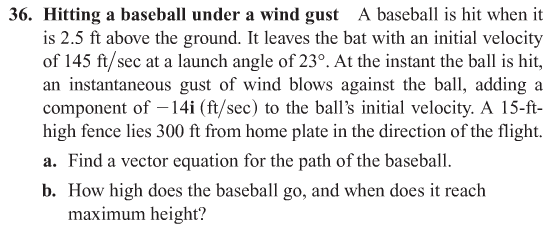 36. Hitting a baseball under a wind gust A baseball is hit when it
is 2.5 ft above the ground. It leaves the bat with an initial velocity
of 145 ft/sec at a launch angle of 23°. At the instant the ball is hit,
an instantaneous gust of wind blows against the ball, adding a
component of −14i (ft/sec) to the ball's initial velocity. A 15-ft-
high fence lies 300 ft from home plate in the direction of the flight.
a. Find a vector equation for the path of the baseball.
b. How high does the baseball go, and when does it reach
maximum height?